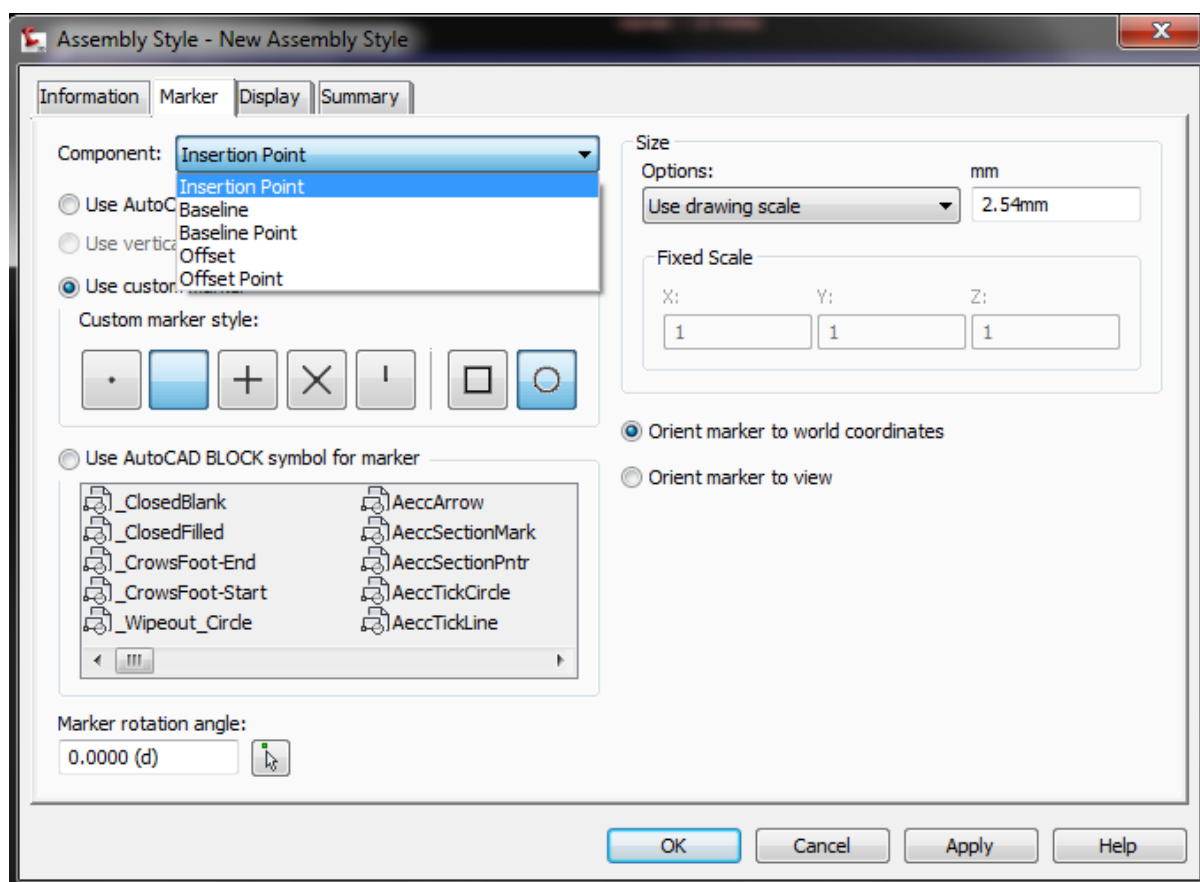 Assembly Style - New Assembly Style
Information Marker Display Summary
Component: Insertion Point
Insertion Point
Baseline
Baseline Point
Offset
Offset Point
Use AutoC
Use vertica
Use custom marker
Custom marker style:
Use AutoCAD BLOCK symbol for marker
_ClosedBlank
_ClosedFilled
_CrowsFoot-End
_CrowsFoot-Start
_Wipeout_Circle
AeccArrow
AeccSectionMark
AeccSectionPntr
AeccTickCircle
AeccTickLine
Marker rotation angle:
0.0000 (d)
Size
Options: mm
Use drawing scale 2.54mm
Fixed Scale
X: Y: Z:
1 1 1
Orient marker to world coordinates
Orient marker to view
OK Cancel Apply Help